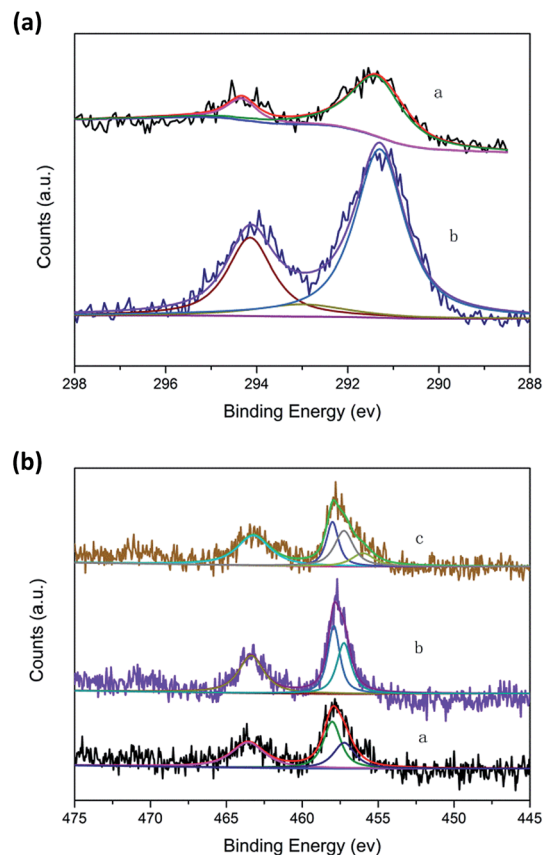 (a)
a
b
Counts (a.u.)
298 296 294 292 290 288
Binding Energy (ev)
(b)
c
b
a
Counts (a.u.)
475 470 465 460 455 450 445
Binding Energy (ev)